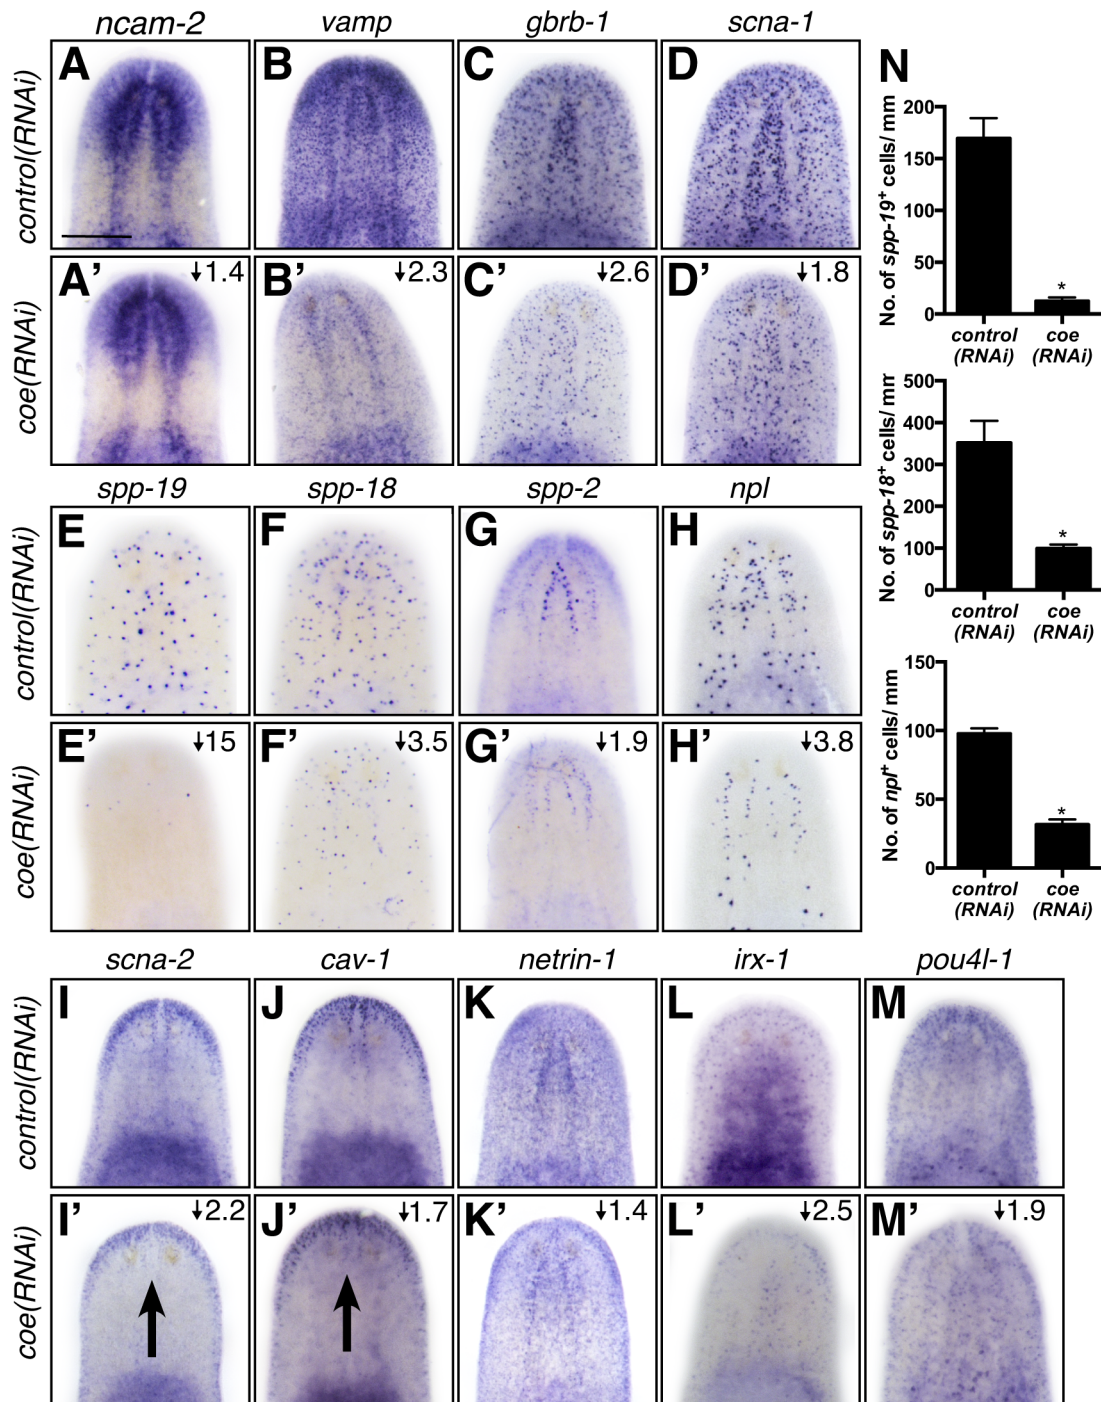 ncam-2 vamp gbrb-1 scna-1
control(RNAi) A B C D
coe(RNAi) A’ ↓1.4 B’ ↓2.3 C’ ↓2.6 D’ ↓1.8
spp-19 spp-18 spp-2 npl
control(RNAi) E F G H
coe(RNAi) E’ ↓15 F’ ↓3.5 G’ ↓1.9 H’ ↓3.8
scna-2 cav-1 netrin-1 irx-1 pou4l-1
control(RNAi) I J K L M
coe(RNAi) I’ ↓2.2 J’ ↓1.7 K’ ↓1.4 L’ ↓2.5 M’ ↓1.9
N
No. of spp-19+ cells/ mm
200
150
100
50
0
*
control coe
(RNAi) (RNAi)
No. of spp-18+ cells/ mm
500
400
300
200
100
0
*
control coe
(RNAi) (RNAi)
No. of npl+ cells/ mm
150
100
50
0
*
control coe
(RNAi) (RNAi)